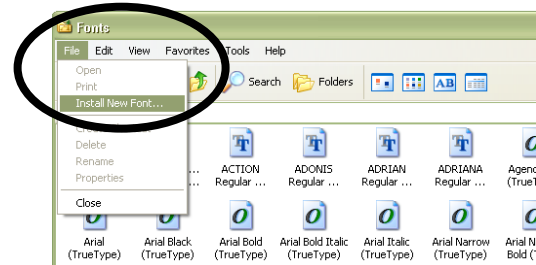 Fonts
File Edit View Favorites Tools Help
Open
Print
Install New Font...
Delete
Rename
Properties
Close
Search Folders
AB
... ACTION ADONIS ADRIAN ADRIANA
... Regular ... Regular ... Regular ... Regular ...
Arial Arial Black Arial Bold Arial Bold Italic Arial Italic Arial Narrow Arial N
(TrueType) (TrueType) (TrueType) (TrueType) (TrueType) (TrueType) Bold (T